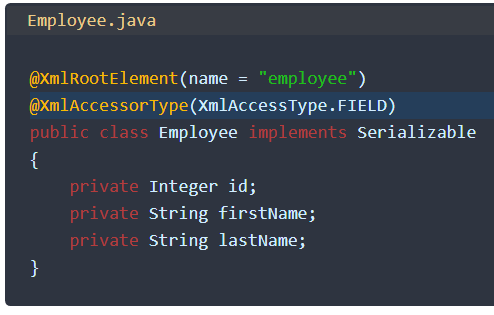 Employee.java
@XmlRootElement(name = "employee")
@XmlAccessorType(XmlAccessType.FIELD)
public class Employee implements Serializable
{
    private Integer id;
    private String firstName;
    private String lastName;
}